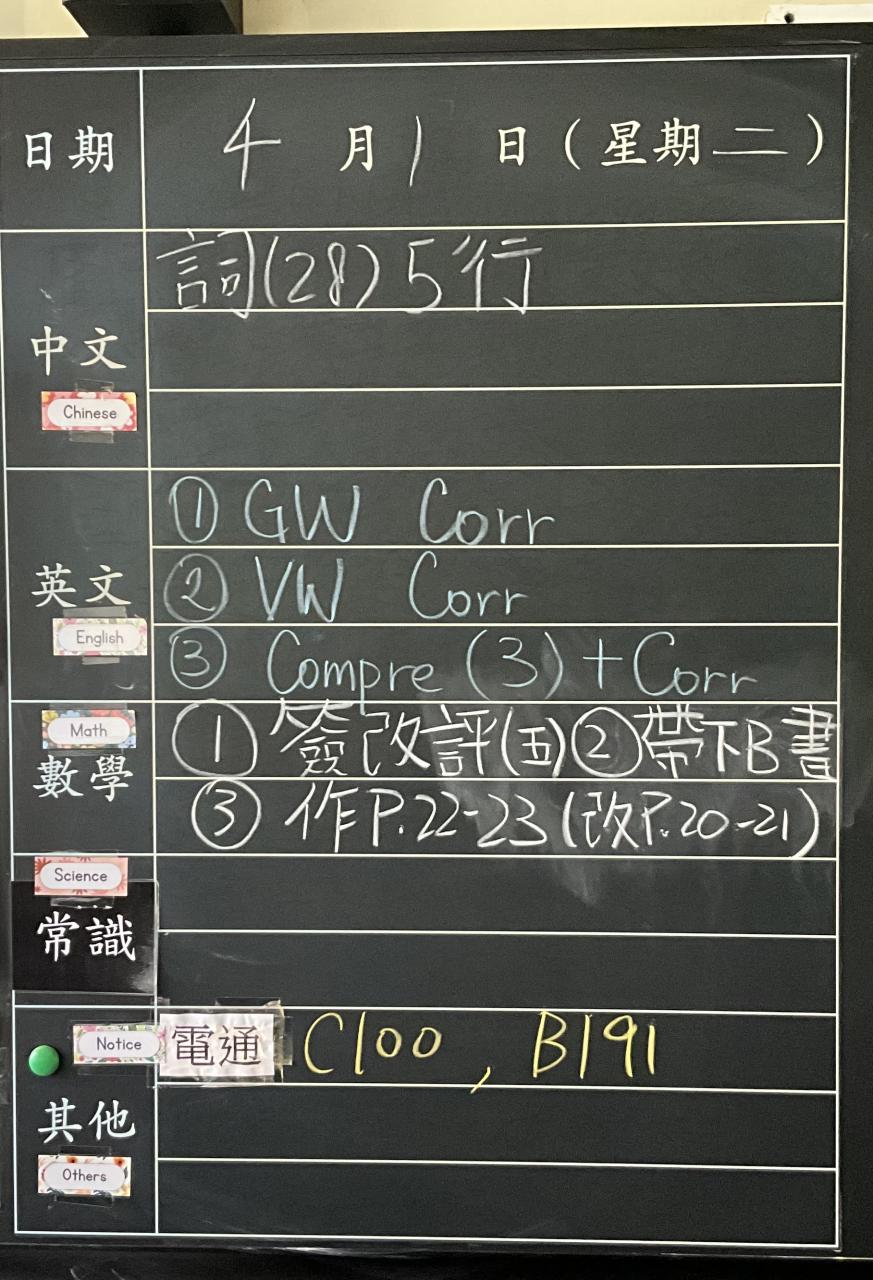 日期 4月1日(星期二)
詞(28)5行
中文
Chinese
① GW Corr
② VW Corr
英文
English
③ Compre (3) + Corr
Math
① 簽改評(五) ② 帶下B書
數學
③ 作P.22-23(改P.20-21)
Science
常識
Notice 電通 C100 , B191
其他
Others